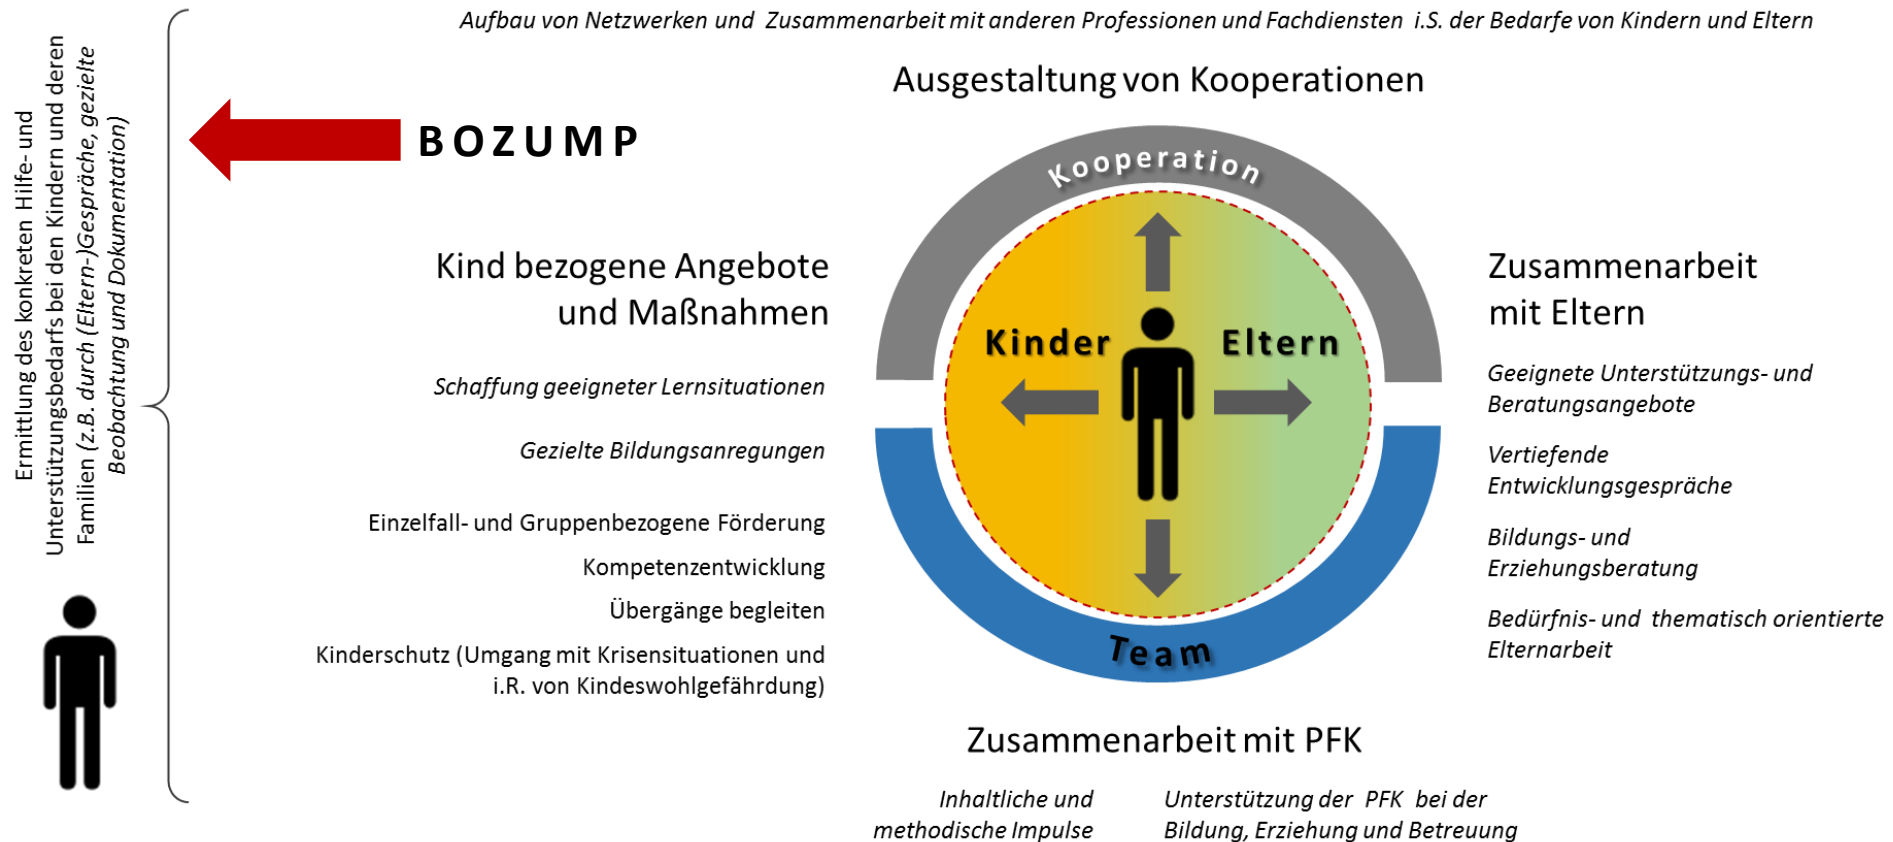 Aufbau von Netzwerken und Zusammenarbeit mit anderen Professionen und Fachdiensten i.S. der Bedarfe von Kindern und Eltern
Ausgestaltung von Kooperationen
Ermittlung des konkreten Hilfe- und
Unterstützungsbedarfs bei den Kindern und deren
Familien (z.B. durch (Eltern-)Gespräche, gezielte
Beobachtung und Dokumentation)
BOZUMP
Kooperation
Kinder
Eltern
Team
Kind bezogene Angebote
und Maßnahmen
Schaffung geeigneter Lernsituationen
Gezielte Bildungsanregungen
Einzelfall- und Gruppenbezogene Förderung
Kompetenzentwicklung
Übergänge begleiten
Kinderschutz (Umgang mit Krisensituationen und
i.R. von Kindeswohlgefährdung)
Zusammenarbeit
mit Eltern
Geeignete Unterstützungs- und
Beratungsangebote
Vertiefende
Entwicklungsgespräche
Bildungs- und
Erziehungsberatung
Bedürfnis- und thematisch orientierte
Elternarbeit
Zusammenarbeit mit PFK
Inhaltliche und
methodische Impulse
Unterstützung der PFK bei der
Bildung, Erziehung und Betreuung